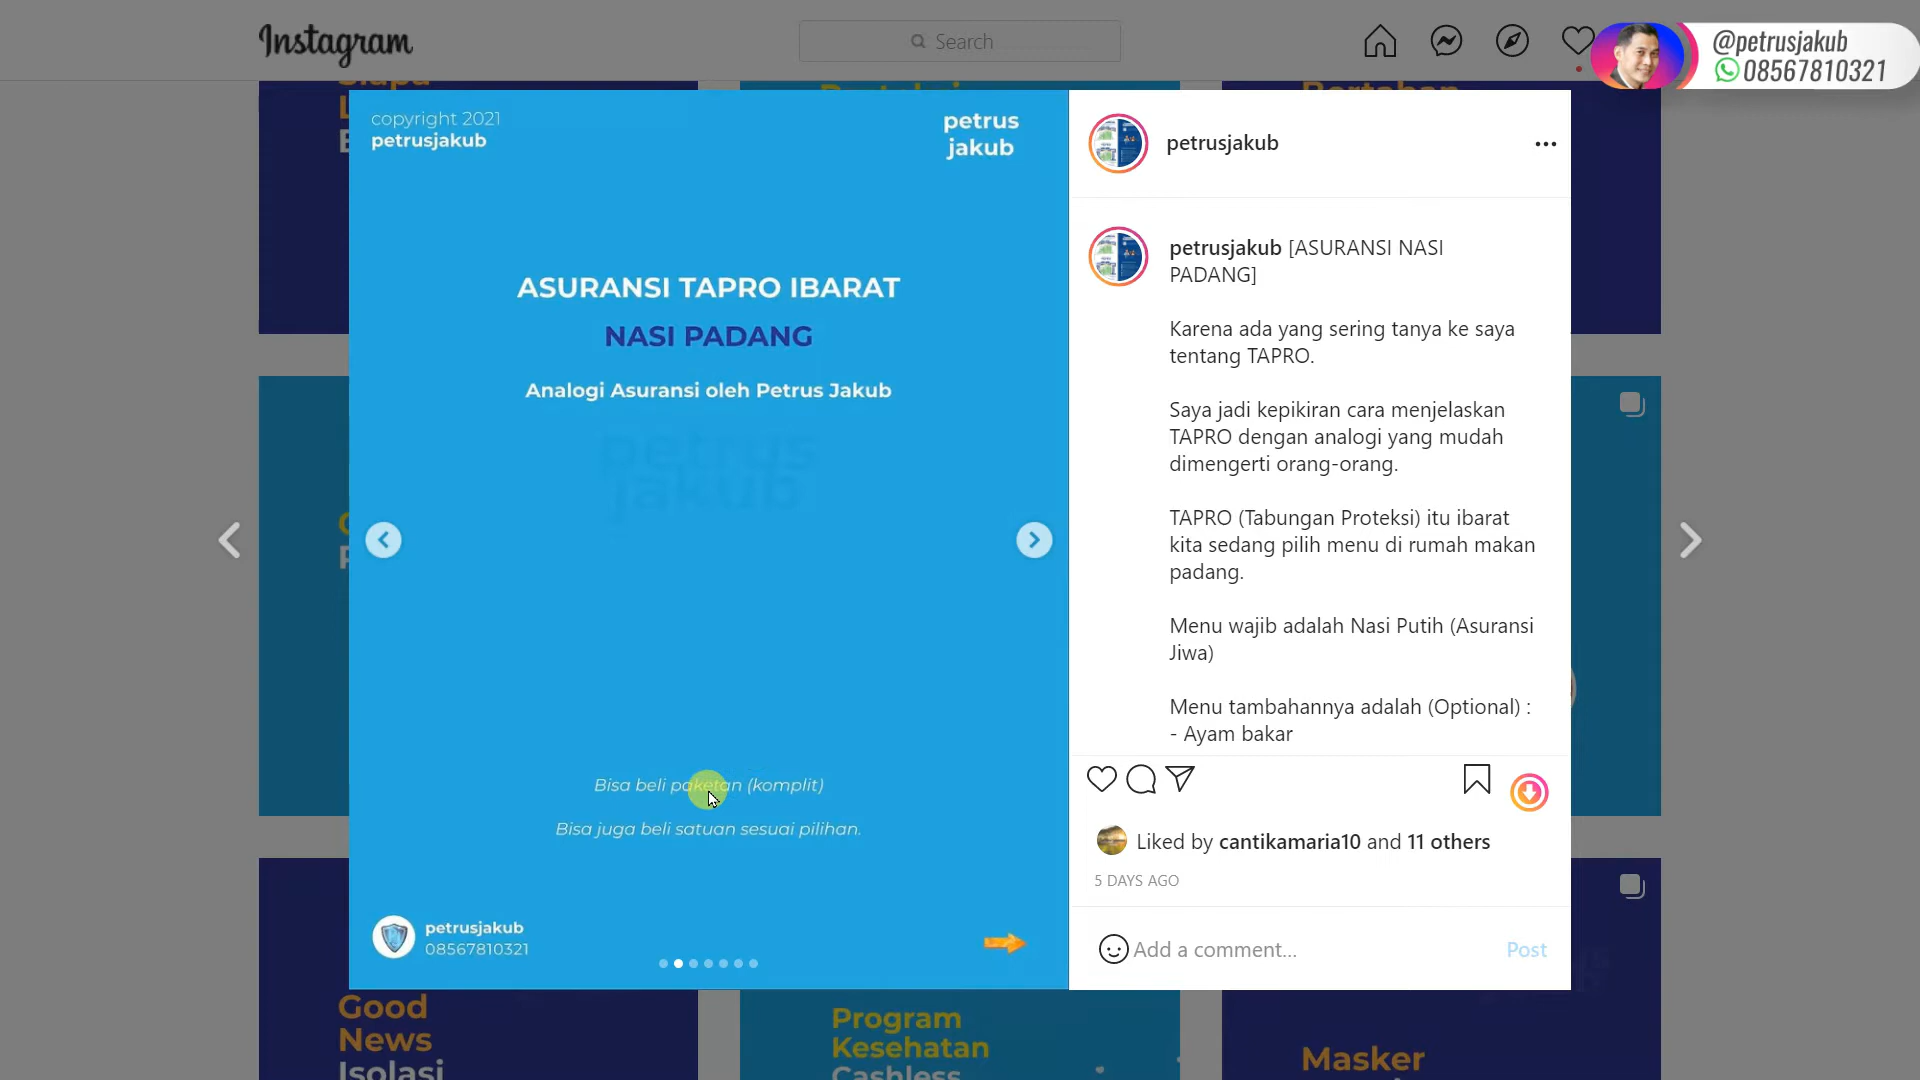 Instagram
Search
@petrusjakub
08567810321
copyright 2021
petrusjakub
petrus
jakub
ASURANSI TAPRO IBARAT
NASI PADANG
Analogi Asuransi oleh Petrus Jakub
petrus
jakub
Bisa beli paketan (komplit)
Bisa juga beli satuan sesuai pilihan.
petrusjakub
08567810321
petrusjakub
petrusjakub [ASURANSI NASI
PADANG]
Karena ada yang sering tanya ke saya
tentang TAPRO.
Saya jadi kepikiran cara menjelaskan
TAPRO dengan analogi yang mudah
dimengerti orang-orang.
TAPRO (Tabungan Proteksi) itu ibarat
kita sedang pilih menu di rumah makan
padang.
Menu wajib adalah Nasi Putih (Asuransi
Jiwa)
Menu tambahannya adalah (Optional) :
- Ayam bakar
Liked by cantikamaria10 and 11 others
5 DAYS AGO
Add a comment...
Post
Good
News
Isolasi
Program
Kesehatan
Cashless
Masker